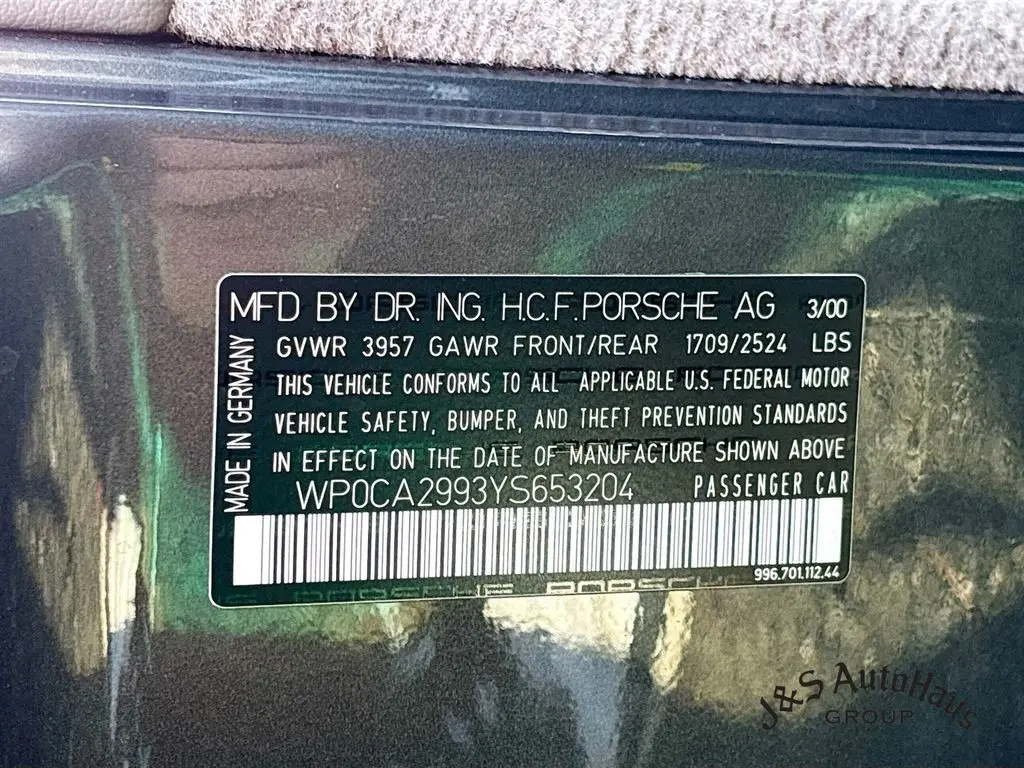 MFD BY DR. ING. H.C.F.PORSCHE AG 3/00
GVWR 3957 GAWR FRONT/REAR 1709/2524 LBS
THIS VEHICLE CONFORMS TO ALL APPLICABLE U.S. FEDERAL MOTOR
VEHICLE SAFETY, BUMPER, AND THEFT PREVENTION STANDARDS
IN EFFECT ON THE DATE OF MANUFACTURE SHOWN ABOVE
WP0CA2993YS653204 PASSENGER CAR
MADE IN GERMANY
996.701.112.44
J&S AutoHaus
GROUP